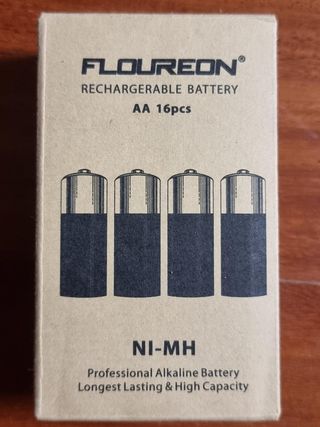 FLOUREON®
RECHARGERABLE BATTERY
AA 16pcs
NI-MH
Professional Alkaline Battery
Longest Lasting & High Capacity